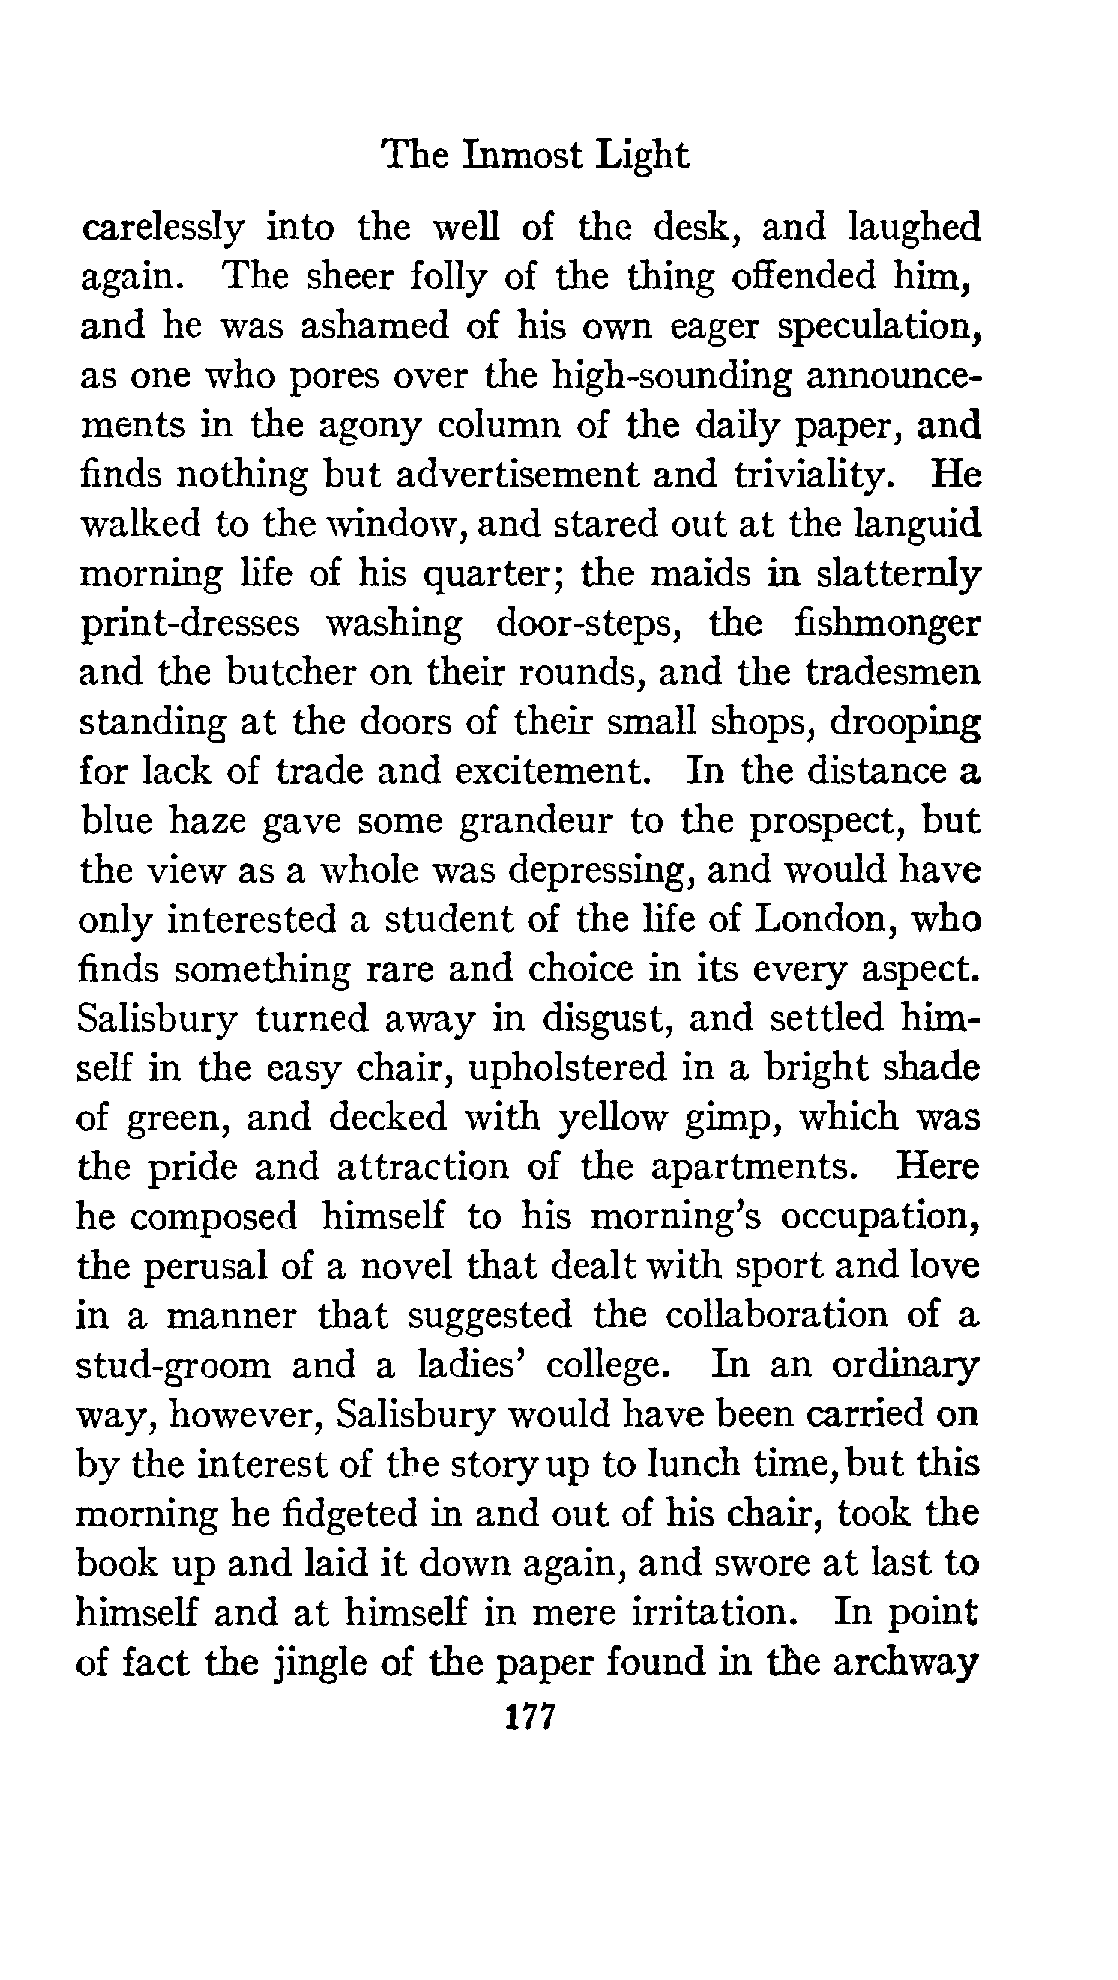 The Inmost Light
carelessly into the well of the desk, and laughed
again. The sheer folly of the thing offended him,
and he was ashamed of his own eager speculation,
as one who pores over the high-sounding announce-
ments in the agony column of the daily paper, and
finds nothing but advertisement and triviality. He
walked to the window, and stared out at the languid
morning life of his quarter; the maids in slatternly
print-dresses washing door-steps, the fishmonger
and the butcher on their rounds, and the tradesmen
standing at the doors of their small shops, drooping
for lack of trade and excitement. In the distance a
blue haze gave some grandeur to the prospect, but
the view as a whole was depressing, and would have
only interested a student of the life of London, who
finds something rare and choice in its every aspect.
Salisbury turned away in disgust, and settled him-
self in the easy chair, upholstered in a bright shade
of green, and decked with yellow gimp, which was
the pride and attraction of the apartments. Here
he composed himself to his morning's occupation,
the perusal of a novel that dealt with sport and love
in a manner that suggested the collaboration of a
stud-groom and a ladies' college. In an ordinary
way, however, Salisbury would have been carried on
by the interest of the story up to lunch time, but this
morning he fidgeted in and out of his chair, took the
book up and laid it down again, and swore at last to
himself and at himself in mere irritation. In point
of fact the jingle of the paper found in the archway
177